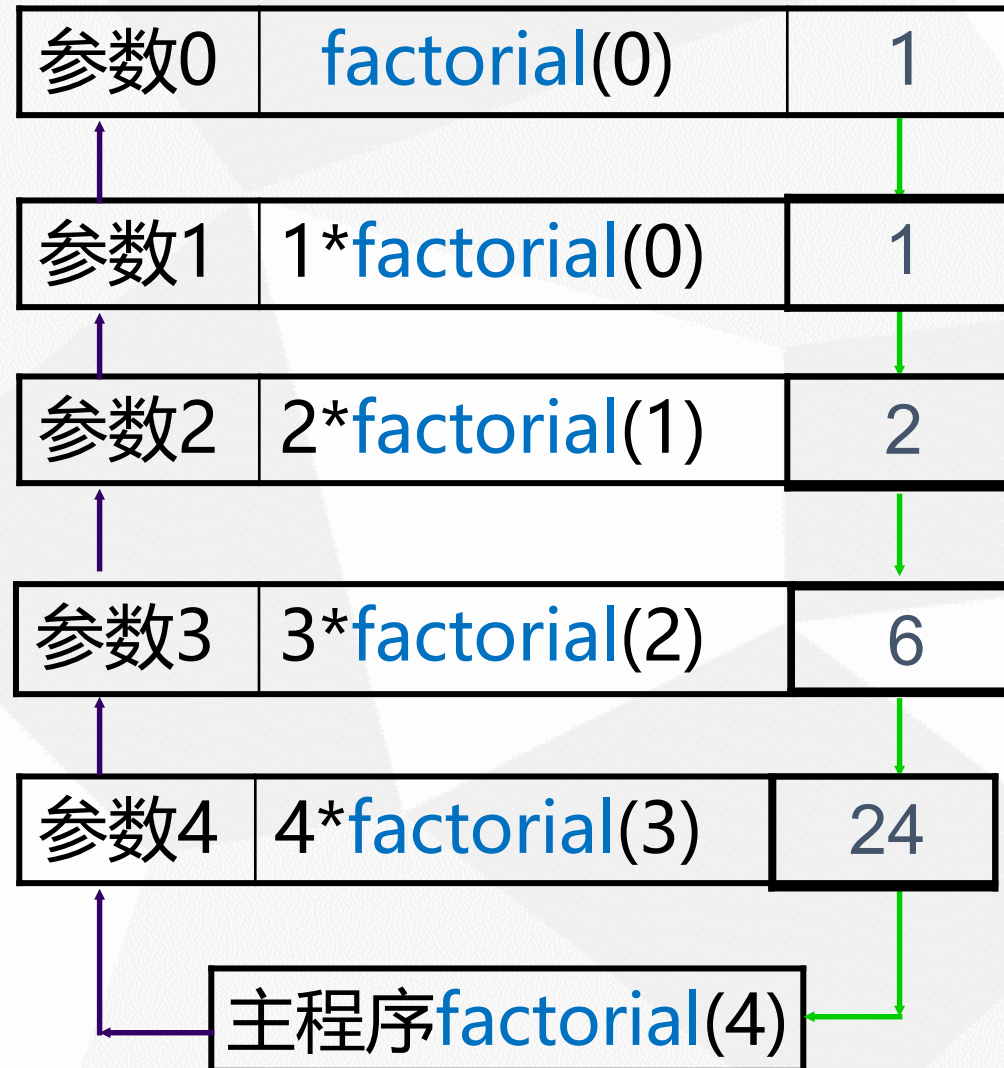 参数0 factorial(0) 1
参数1 1*factorial(0) 1
参数2 2*factorial(1) 2
参数3 3*factorial(2) 6
参数4 4*factorial(3) 24
主程序factorial(4)